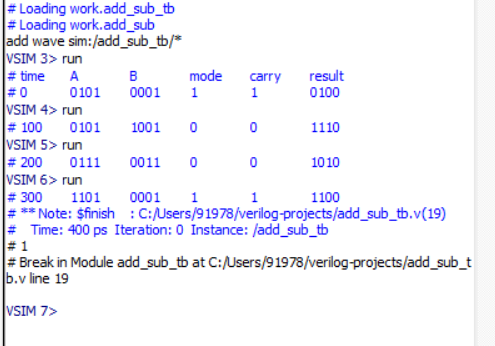 # Loading work.add_sub_tb
# Loading work.add_sub
add wave sim:/add_sub_tb/*
VSIM 3> run
# time A B mode carry result
# 0 0101 0001 1 1 0100
VSIM 4> run
# 100 0101 1001 0 0 1110
VSIM 5> run
# 200 0111 0011 0 0 1010
VSIM 6> run
# 300 1101 0001 1 1 1100
# ** Note: $finish : C:/Users/91978/verilog-projects/add_sub_tb.v(19)
# Time: 400 ps Iteration: 0 Instance: /add_sub_tb
# 1
# Break in Module add_sub_tb at C:/Users/91978/verilog-projects/add_sub_t
b.v line 19
VSIM 7>